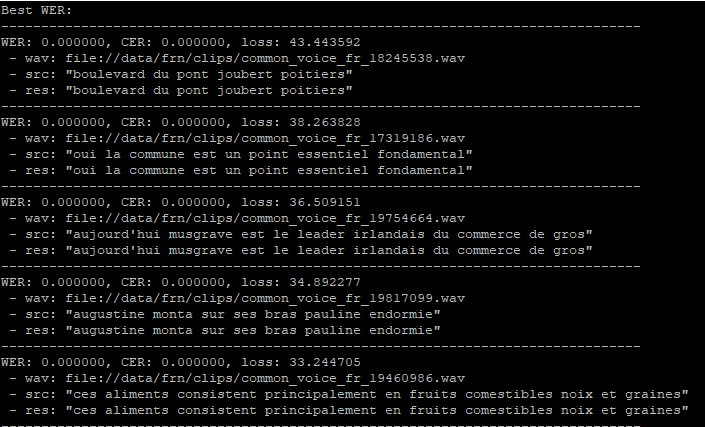 Best WER:
--------------------------------------------------------------------------------
WER: 0.000000, CER: 0.000000, loss: 43.443592
 - wav: file://data/frn/clips/common_voice_fr_18245538.wav
 - src: "boulevard du pont joubert poitiers"
 - res: "boulevard du pont joubert poitiers"
--------------------------------------------------------------------------------
WER: 0.000000, CER: 0.000000, loss: 38.263828
 - wav: file://data/frn/clips/common_voice_fr_17319186.wav
 - src: "oui la commune est un point essentiel fondamental"
 - res: "oui la commune est un point essentiel fondamental"
--------------------------------------------------------------------------------
WER: 0.000000, CER: 0.000000, loss: 36.509151
 - wav: file://data/frn/clips/common_voice_fr_19754664.wav
 - src: "aujourd'hui musgrave est le leader irlandais du commerce de gros"
 - res: "aujourd'hui musgrave est le leader irlandais du commerce de gros"
--------------------------------------------------------------------------------
WER: 0.000000, CER: 0.000000, loss: 34.892277
 - wav: file://data/frn/clips/common_voice_fr_19817099.wav
 - src: "augustine monta sur ses bras pauline endormie"
 - res: "augustine monta sur ses bras pauline endormie"
--------------------------------------------------------------------------------
WER: 0.000000, CER: 0.000000, loss: 33.244705
 - wav: file://data/frn/clips/common_voice_fr_19460986.wav
 - src: "ces aliments consistent principalement en fruits comestibles noix et graines"
 - res: "ces aliments consistent principalement en fruits comestibles noix et graines"
--------------------------------------------------------------------------------